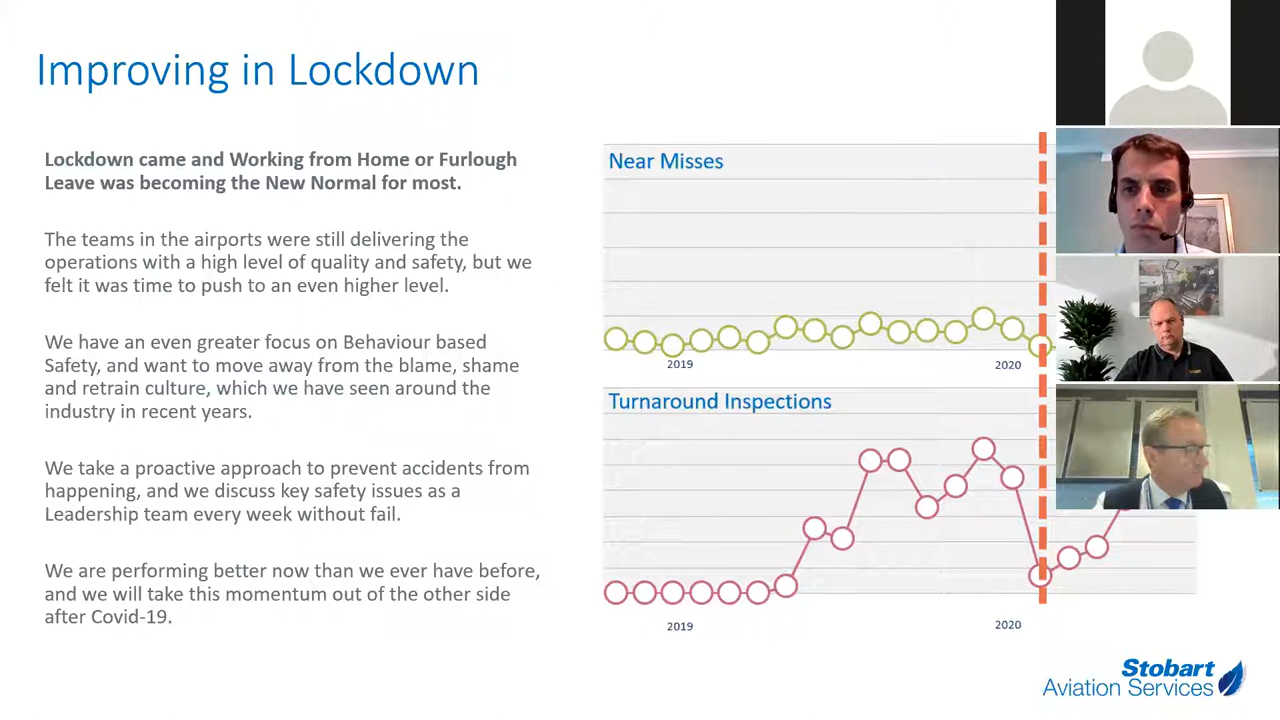 Improving in Lockdown
Lockdown came and Working from Home or Furlough
Leave was becoming the New Normal for most.
The teams in the airports were still delivering the
operations with a high level of quality and safety, but we
felt it was time to push to an even higher level.
We have an even greater focus on Behaviour based
Safety, and want to move away from the blame, shame
and retrain culture, which we have seen around the
industry in recent years.
We take a proactive approach to prevent accidents from
happening, and we discuss key safety issues as a
Leadership team every week without fail.
We are performing better now than we ever have before,
and we will take this momentum out of the other side
after Covid-19.
Near Misses
2019 2020
Turnaround Inspections
2019 2020
Stobart
Aviation Services